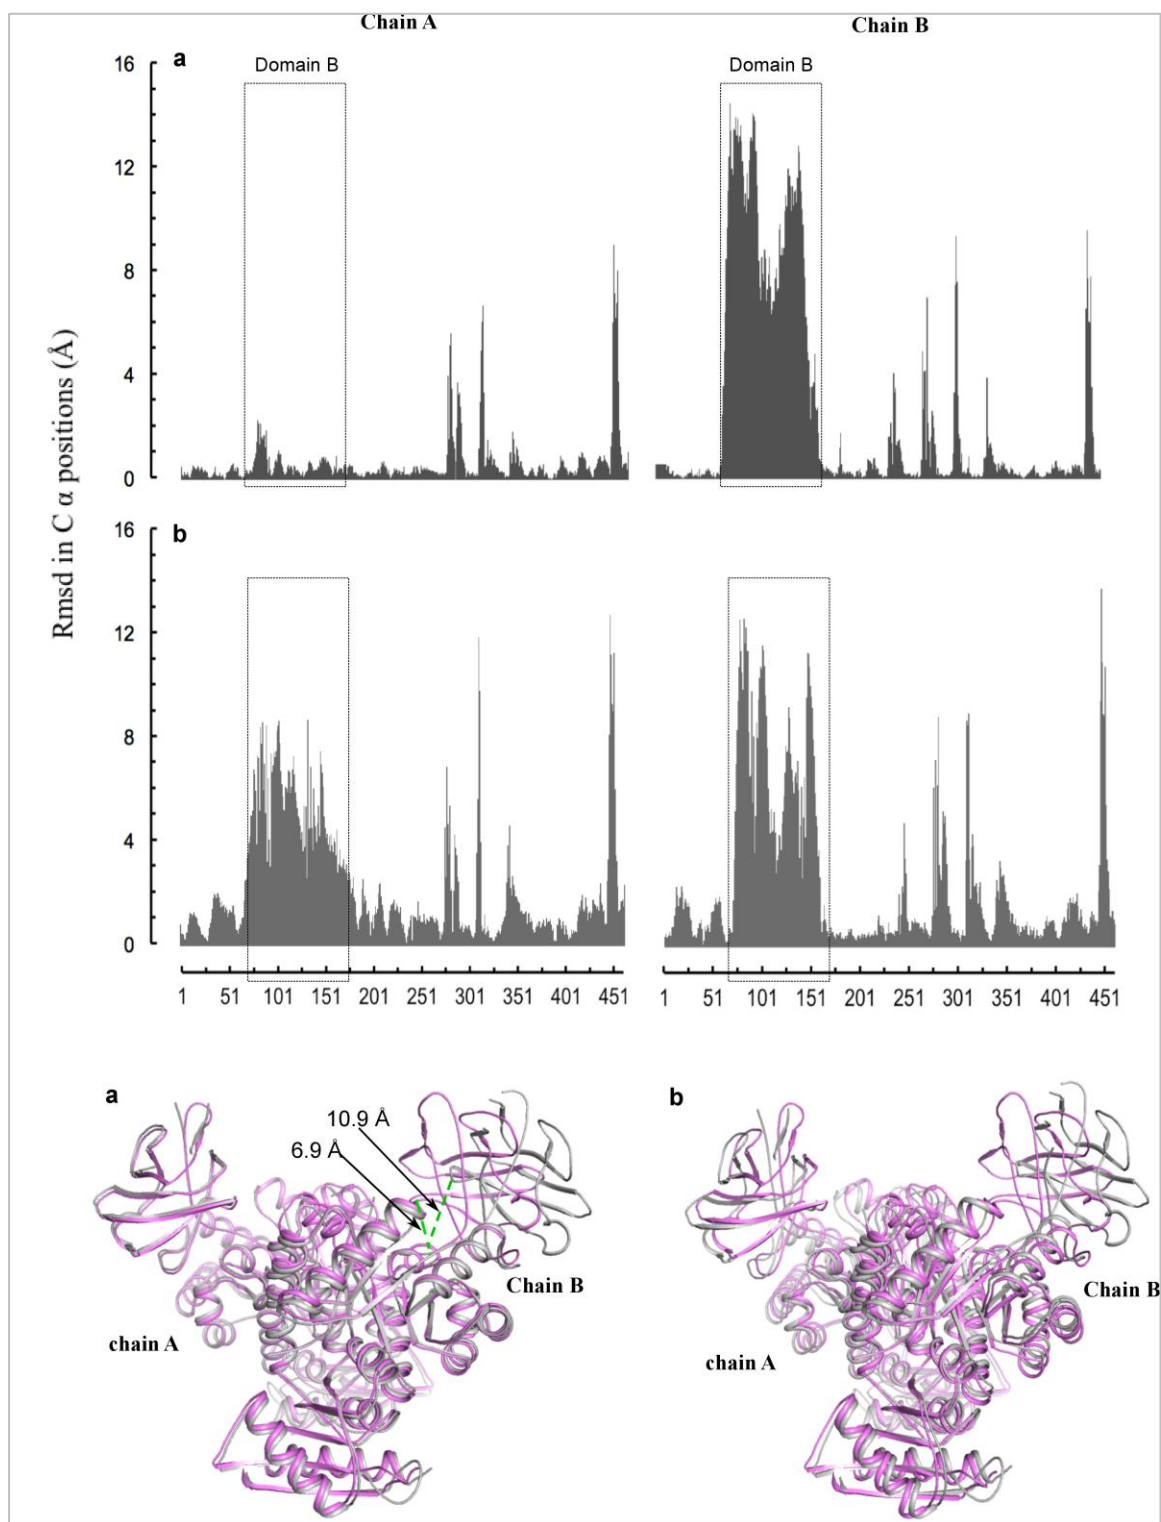 Chain A
Chain B
a
Domain B
Domain B
16
12
8
4
0
Rmsd in C α positions (Å)
b
16
12
8
4
0
1 51 101 151 201 251 301 351 401 451
1 51 101 151 201 251 301 351 401 451
a
b
10.9 Å
6.9 Å
Chain B
Chain B
chain A
chain A